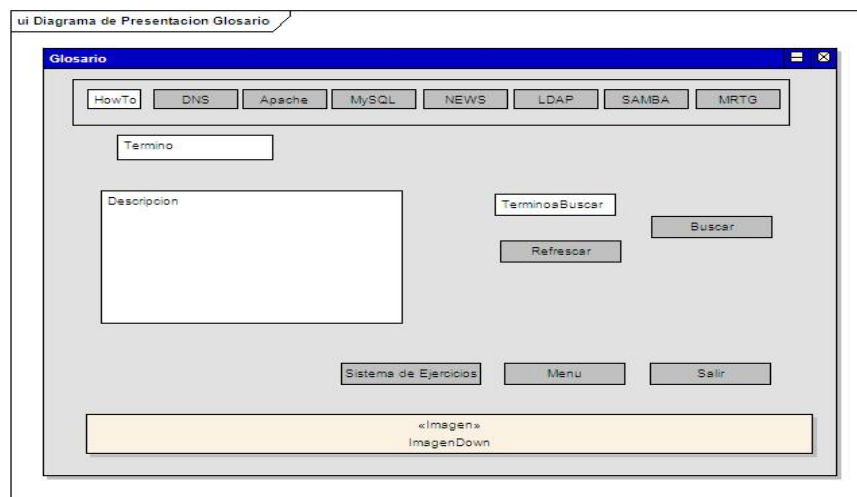 ui Diagrama de Presentacion Glosario
Glosario
HowTo DNS Apache MySQL NEWS LDAP SAMBA MRTG
Termino
Descripcion
TerminoaBuscar
Buscar
Refrescar
Sistema de Ejercicios Menu Salir
«Imagen»
ImagenDown